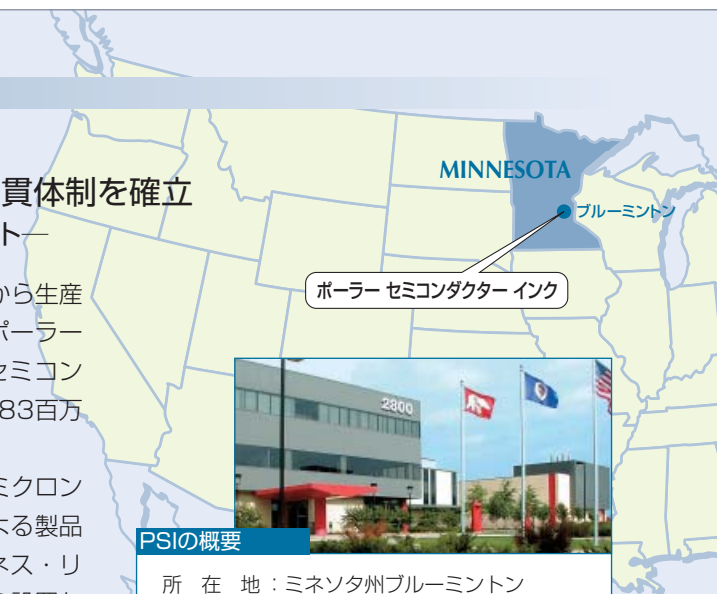 貫体制を確立
ト―
から生産
ポーラー
セミコン
83百万
ミクロン
よる製品
ネス・リ
MINNESOTA
ブルーミントン
ポーラー セミコンダクター インク
2800
PSIの概要
所 在 地：ミネソタ州ブルーミントン